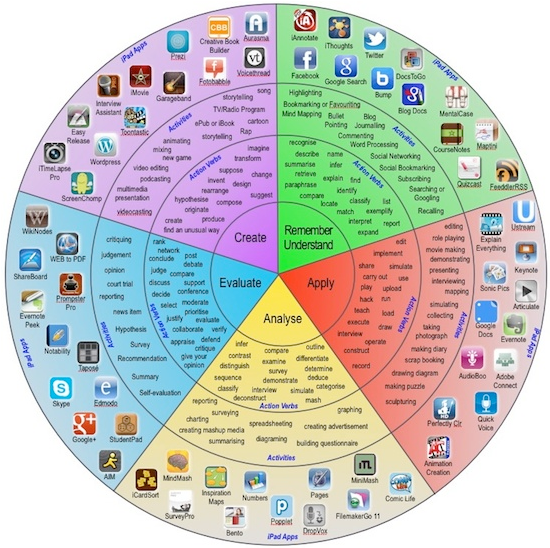 Create
Remember
Understand
Apply
Analyse
Evaluate
iPad Apps
Prezi
Creative Book
Builder
Aurasma
Fotobabble
Voicethread
Interview
Assistant
iMovie
Garageband
Easy
Release
Toontastic
iTimeLapse
Pro
Wordpress
ScreenChomp
Activities
song
storytelling
TV/Radio Program
ePub or iBook
cartoon
storytelling
Rap
mixing
new game
video editing
podcasting
multimedia
presentation
videocasting
Action Verbs
imagine
transform
suppose
change
invent
design
rearrange
compose
hypothesise
suggest
originate
create
produce
find an unusual way
iPad Apps
iAnnotate
iThoughts
Twitter
Facebook
Google Search
DocsToGo
Bump
Blog Docs
MentalCase
CourseNotes
Maptini
Quizcast
FeeddlerRSS
Activities
Highlighting
Bookmarking or Favouriting
Mind Mapping
Bullet
Pointing
Blog
Journalling
Commenting
Word Processing
Social Networking
Social Bookmarking
Subscribing
Searching or
Googling
Recalling
Action Verbs
recognise
describe
name
summarise
infer
retrieve
explain
find
paraphrase
identify
compare
locate
classify
list
match
exemplify
interpret
report
expand
iPad Apps
Ustream
Explain
Everything
Keynote
Sonic Pics
Articulate
Google
Docs
Evernote
AudioBoo
Adobe
Connect
Perfectly Clr
Quick
Voice
Animation
Creation
Activities
editing
role playing
movie making
demonstrating
presenting
interviewing
mapping
simulating
collecting
taking
photograph
making diary
scrap booking
drawing diagram
making puzzle
sculpturing
Action Verbs
edit
implement
share
simulate
carry out
use
play
upload
hack
run
teach
load
execute
draw
interview
operate
construct
record
iPad Apps
MindMash
iCardSort
SurveyPro
Inspiration
Maps
Bento
Numbers
Popplet
DropVox
Pages
MiniMash
FilemakerGo 11
Comic Life
Activities
surveying
charting
creating mashup media
summarising
spreadsheeting
diagraming
graphing
creating advertisement
building questionnaire
Action Verbs
infer
compare
outline
contrast
examine
differentiate
distinguish
survey
determine
sequence
demonstrate
deduce
classify
interview
categorise
reporting
simulate
deconstruct
mash
iPad Apps
WikiNodes
WEB to PDF
ShareBoard
Prompster
Pro
Evernote
Peek
Notability
Taposé
Skype
Edmodo
Google+
StudentPad
AIM
Activities
critiquing
judgement
opinion
court trial
reporting
news item
Hypothesis
Survey
Recommendation
Summary
Self-evaluation
Action Verbs
rank
network
post
conclude
debate
judge
compare
discuss
support
conference
decide
select
moderate
justify
priorities
evaluate
collaborate
verify
appraise
defend
critique
give your
opinion